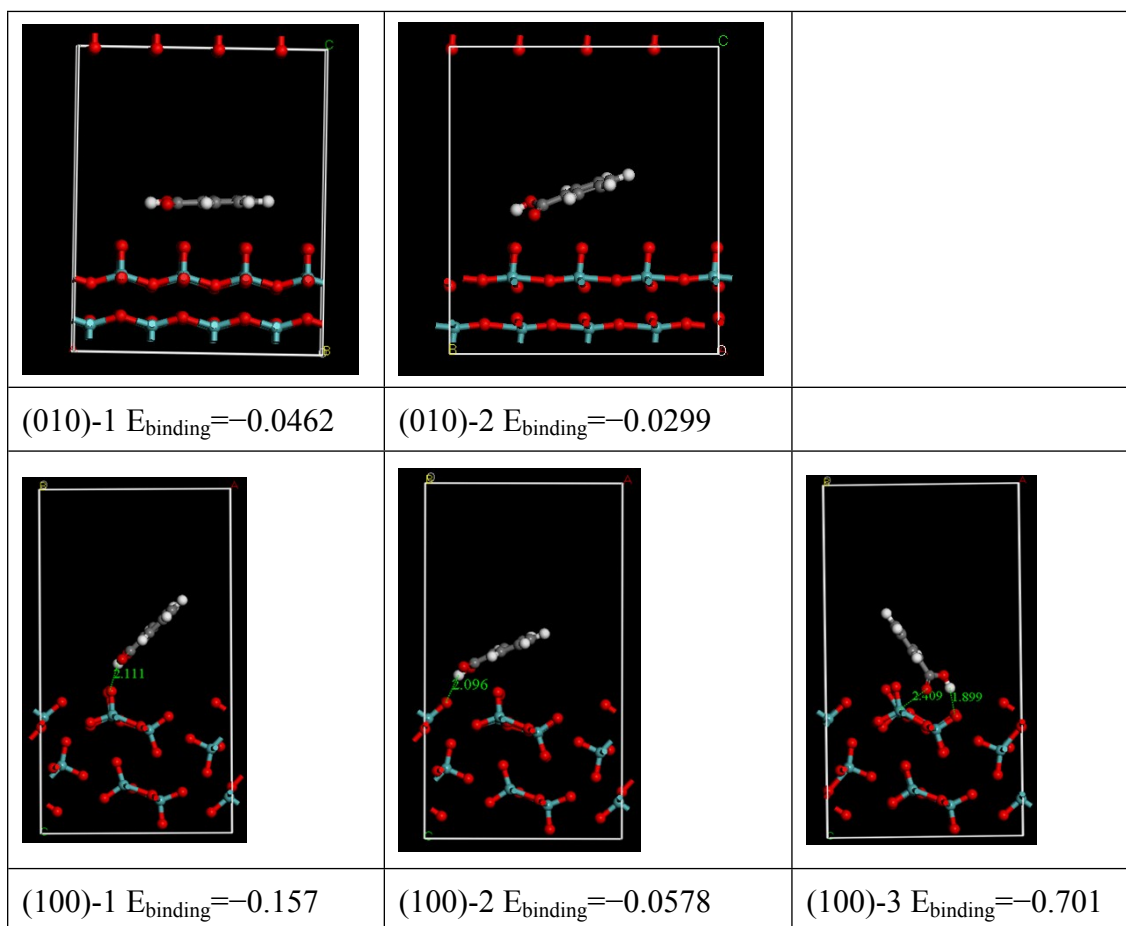 C
C
B
B
(010)-1 Ebinding=−0.0462
(010)-2 Ebinding=−0.0299
A
A
A
2.111
2.096
2.409
1.899
C
C
(100)-1 Ebinding=−0.157
(100)-2 Ebinding=−0.0578
(100)-3 Ebinding=−0.701